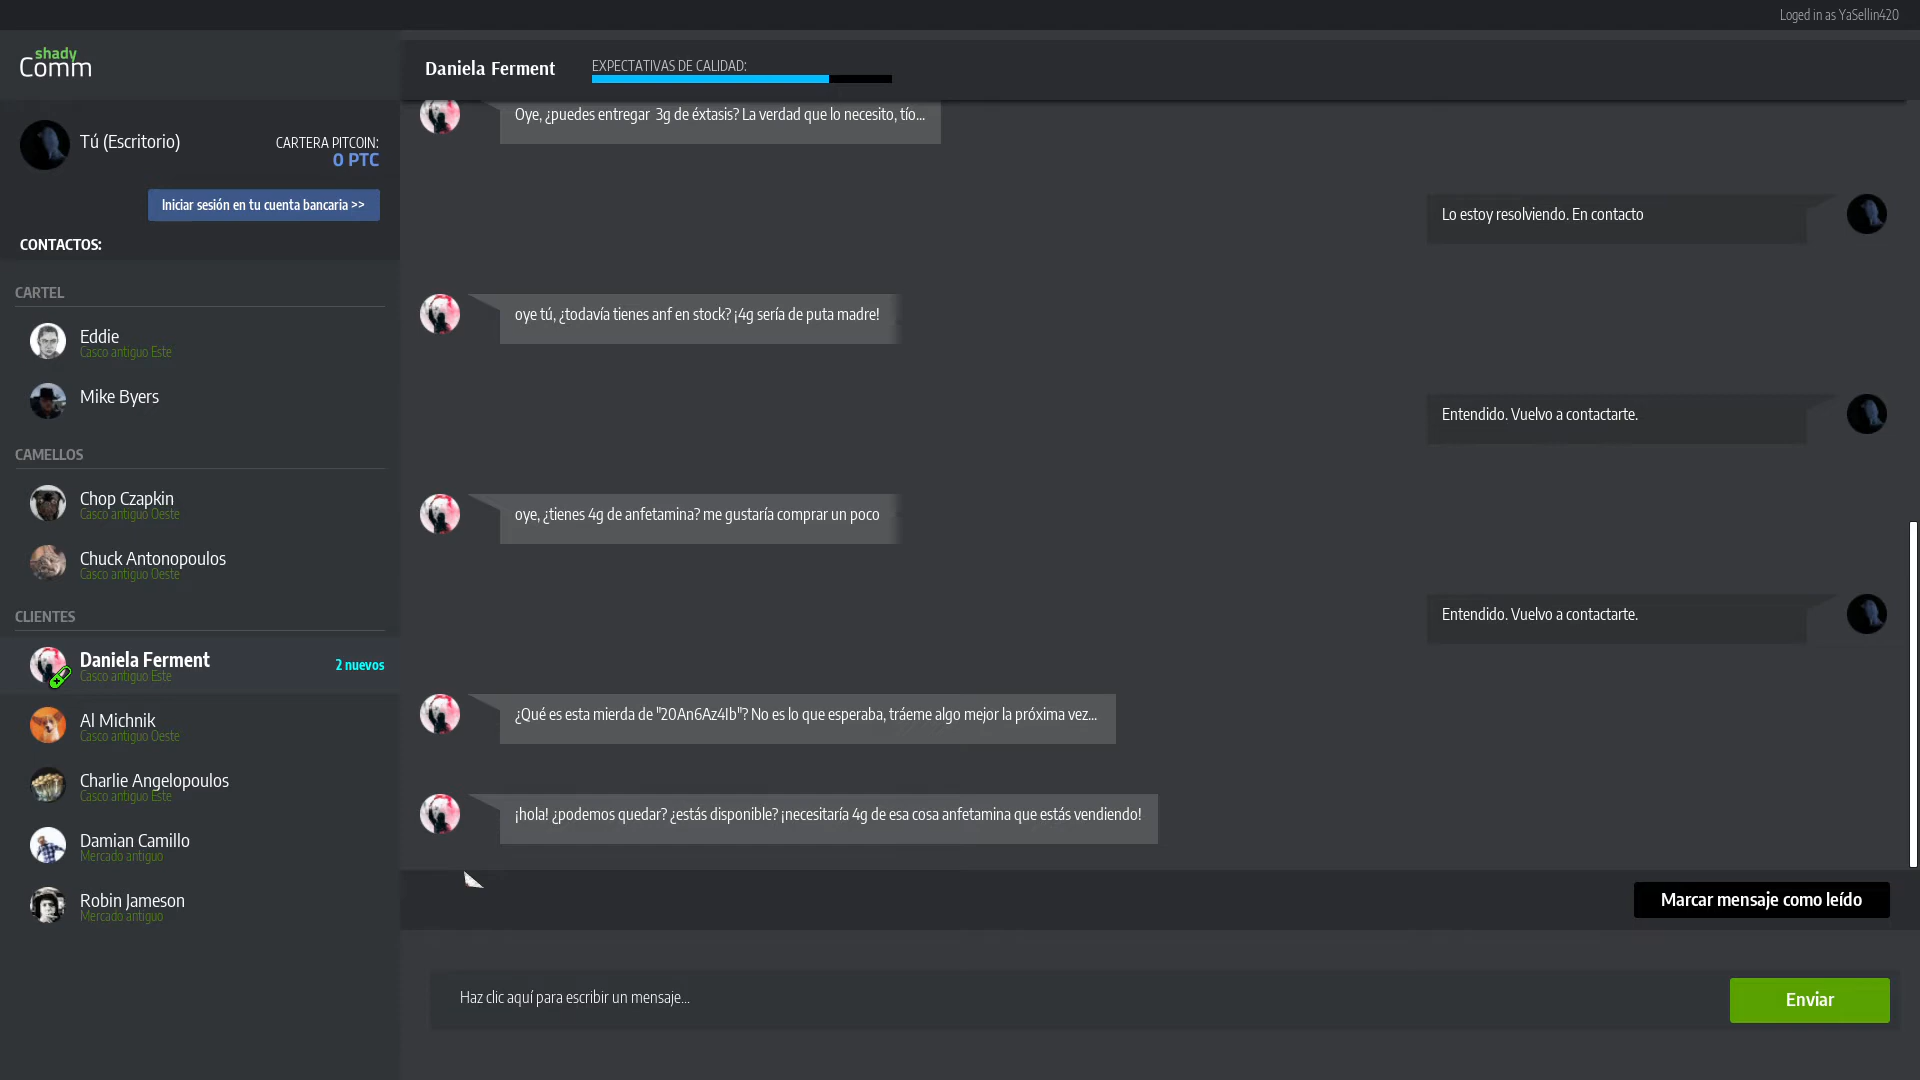 Loged in as YaSellin420
shady
Comm
Tú (Escritorio)
CARTERA PITCOIN:
0 PTC
Iniciar sesión en tu cuenta bancaria >>
CONTACTOS:
CARTEL
Eddie
Casco antiguo Este
Mike Byers
CAMELLOS
Chop Czapkin
Casco antiguo Oeste
Chuck Antonopoulos
Casco antiguo Oeste
CLIENTES
Daniela Ferment
Casco antiguo Este
2 nuevos
Al Michnik
Casco antiguo Oeste
Charlie Angelopoulos
Casco antiguo Este
Damian Camillo
Mercado antiguo
Robin Jameson
Mercado antiguo
Daniela Ferment
EXPECTATIVAS DE CALIDAD:
Oye, ¿puedes entregar  3g de éxtasis? La verdad que lo necesito, tío...
Lo estoy resolviendo. En contacto
oye tú, ¿todavía tienes anf en stock? ¡4g sería de puta madre!
Entendido. Vuelvo a contactarte.
oye, ¿tienes 4g de anfetamina? me gustaría comprar un poco
Entendido. Vuelvo a contactarte.
¿Qué es esta mierda de "20An6Az4Ib"? No es lo que esperaba, tráeme algo mejor la próxima vez...
¡hola! ¿podemos quedar? ¿estás disponible? ¡necesitaría 4g de esa cosa anfetamina que estás vendiendo!
Marcar mensaje como leído
Haz clic aquí para escribir un mensaje...
Enviar